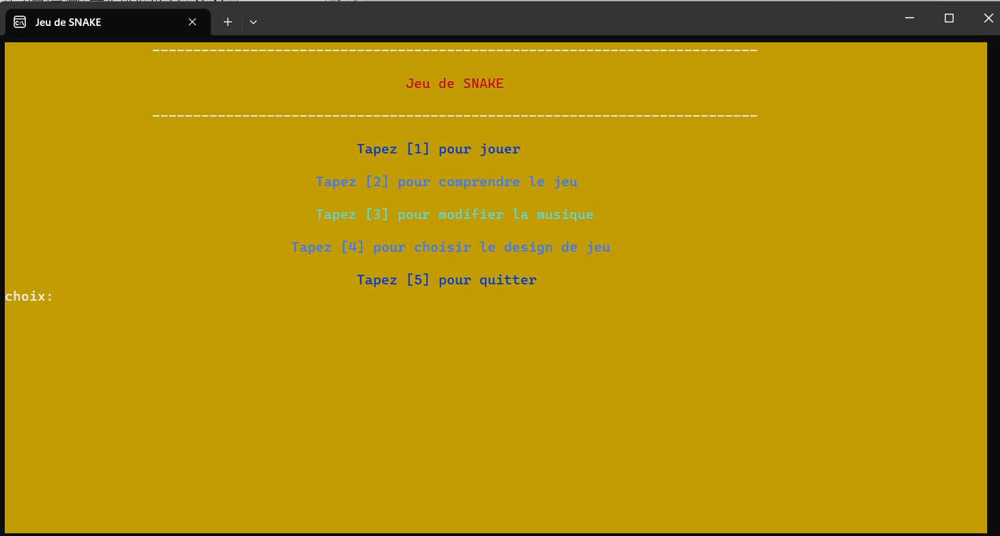 Jeu de SNAKE
--------------------------------------------------------------------------
Jeu de SNAKE
--------------------------------------------------------------------------
Tapez [1] pour jouer
Tapez [2] pour comprendre le jeu
Tapez [3] pour modifier la musique
Tapez [4] pour choisir le design de jeu
Tapez [5] pour quitter
choix: